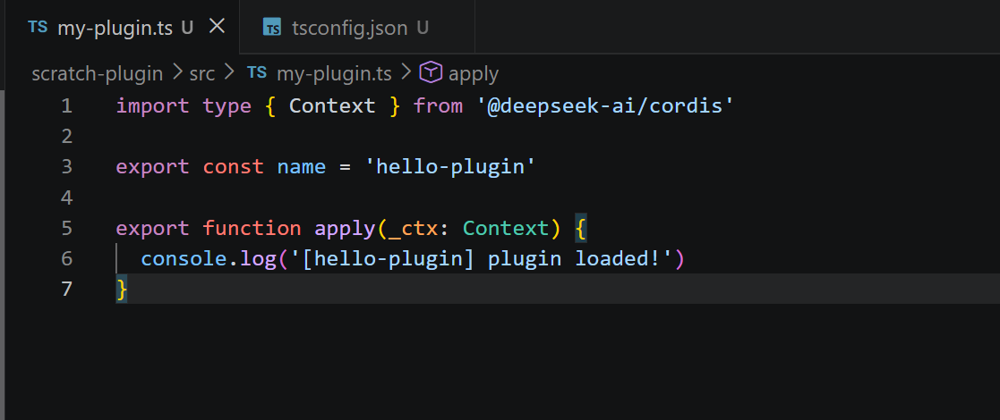 TS my-plugin.ts U
TS tsconfig.json U
scratch-plugin > src > TS my-plugin.ts > apply
1 import type { Context } from '@deepseek-ai/cordis'
2
3 export const name = 'hello-plugin'
4
5 export function apply(_ctx: Context) {
6   console.log('[hello-plugin] plugin loaded!')
7 }